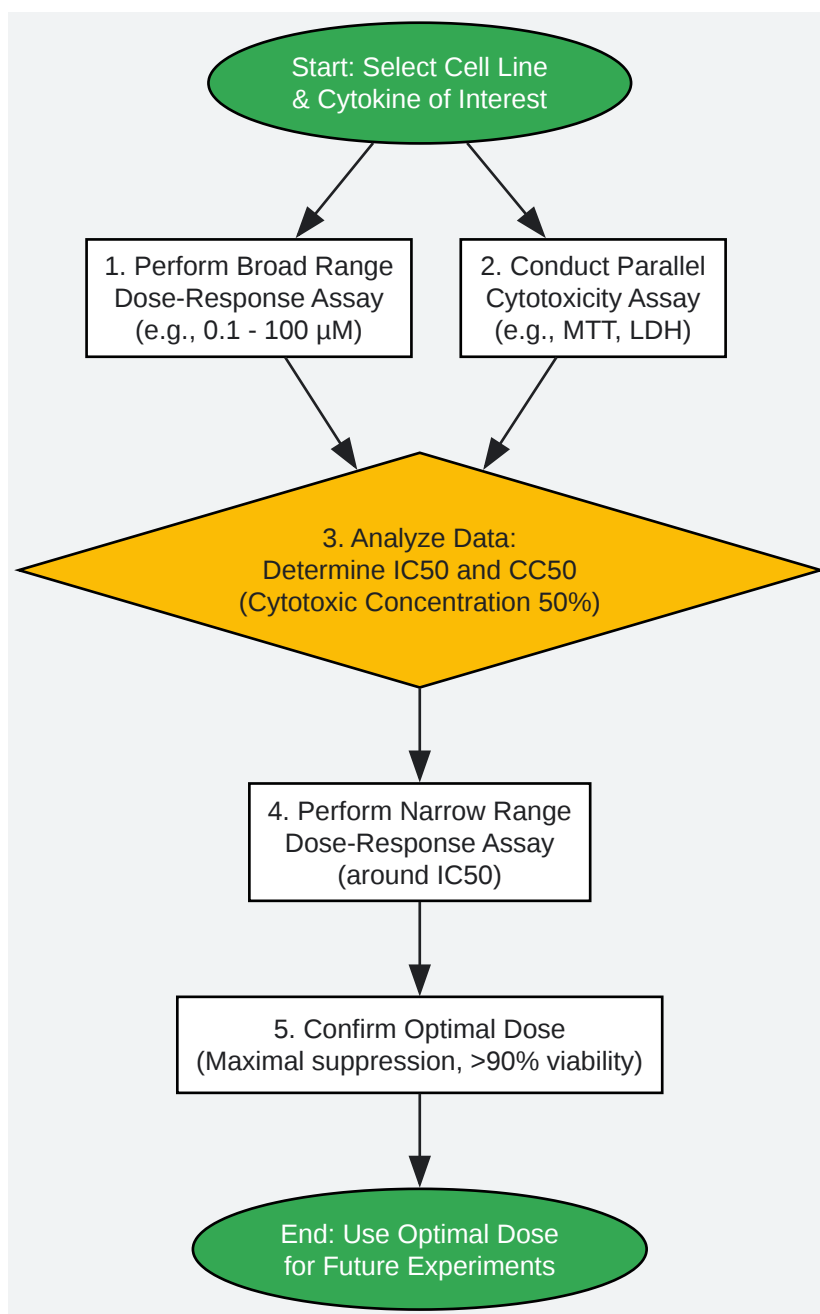 Start: Select Cell Line
& Cytokine of Interest
1. Perform Broad Range
Dose-Response Assay
(e.g., 0.1 - 100 µM)
2. Conduct Parallel
Cytotoxicity Assay
(e.g., MTT, LDH)
3. Analyze Data:
Determine IC50 and CC50
(Cytotoxic Concentration 50%)
4. Perform Narrow Range
Dose-Response Assay
(around IC50)
5. Confirm Optimal Dose
(Maximal suppression, >90% viability)
End: Use Optimal Dose
for Future Experiments